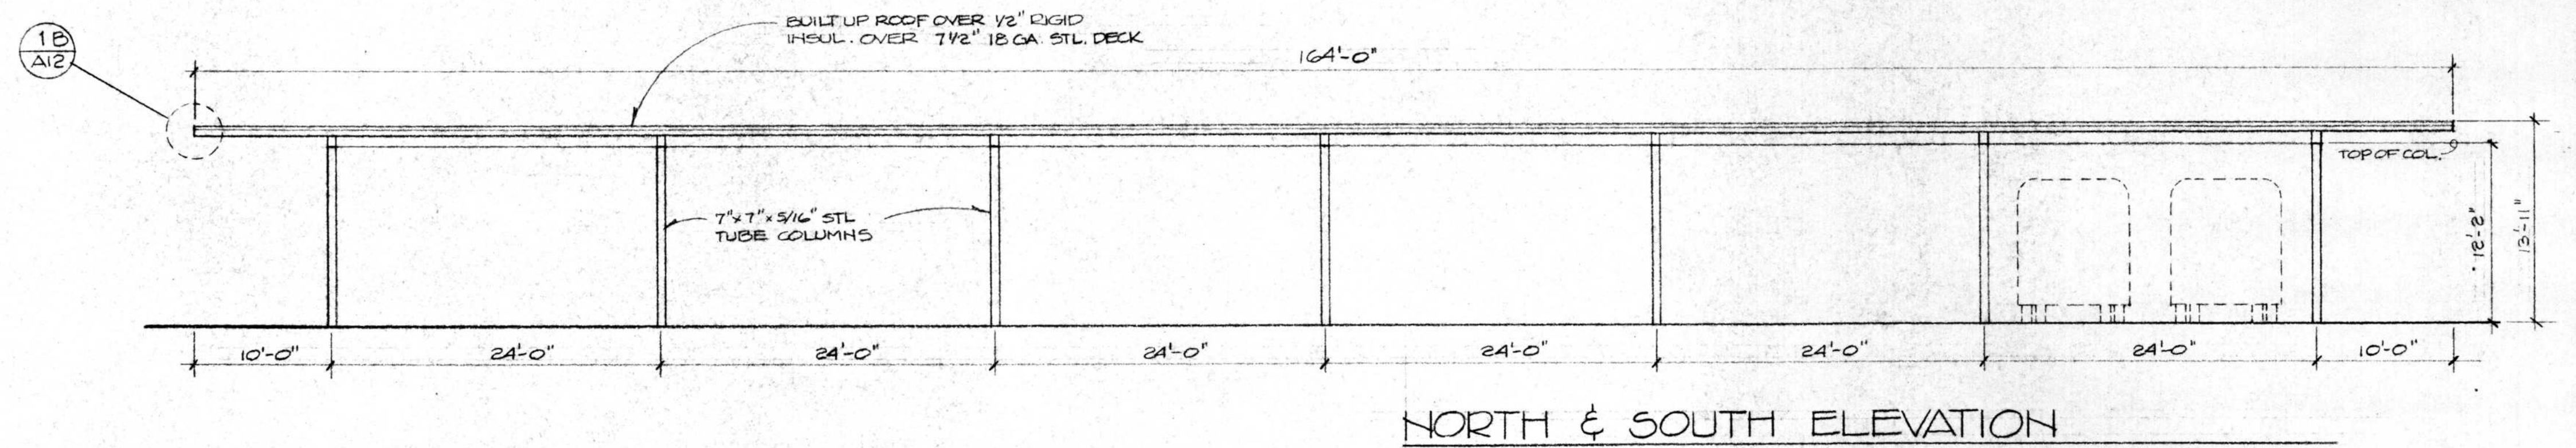 1B
A12
BUILT UP ROOF OVER 1/2" RIGID
INSUL. OVER 7 1/2" 18 GA. STL. DECK
164'-0"
TOP OF COL.
7"x7"x5/16" STL
TUBE COLUMNS
12'-2"
13'-11"
10'-0"
24'-0"
24'-0"
24'-0"
24'-0"
24'-0"
24'-0"
10'-0"
NORTH & SOUTH ELEVATION